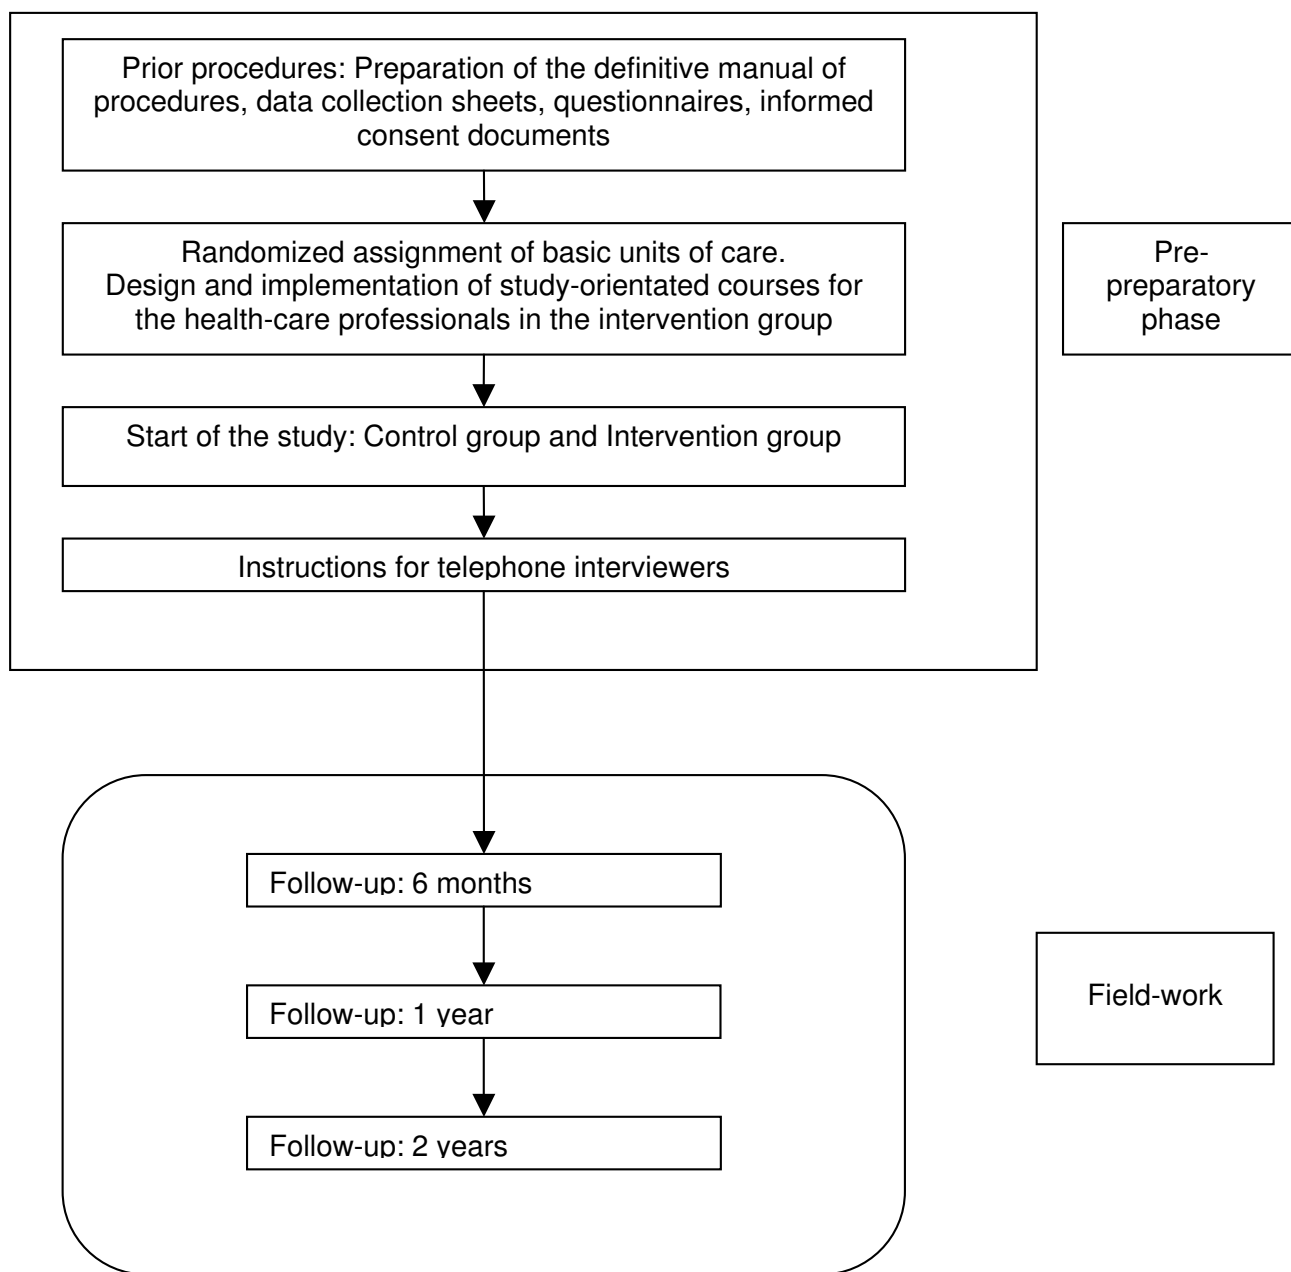 Prior procedures: Preparation of the definitive manual of
procedures, data collection sheets, questionnaires, informed
consent documents
Randomized assignment of basic units of care.
Design and implementation of study-orientated courses for
the health-care professionals in the intervention group
Pre-
preparatory
phase
Start of the study: Control group and Intervention group
Instructions for telephone interviewers
Follow-up: 6 months
Follow-up: 1 year
Field-work
Follow-up: 2 years